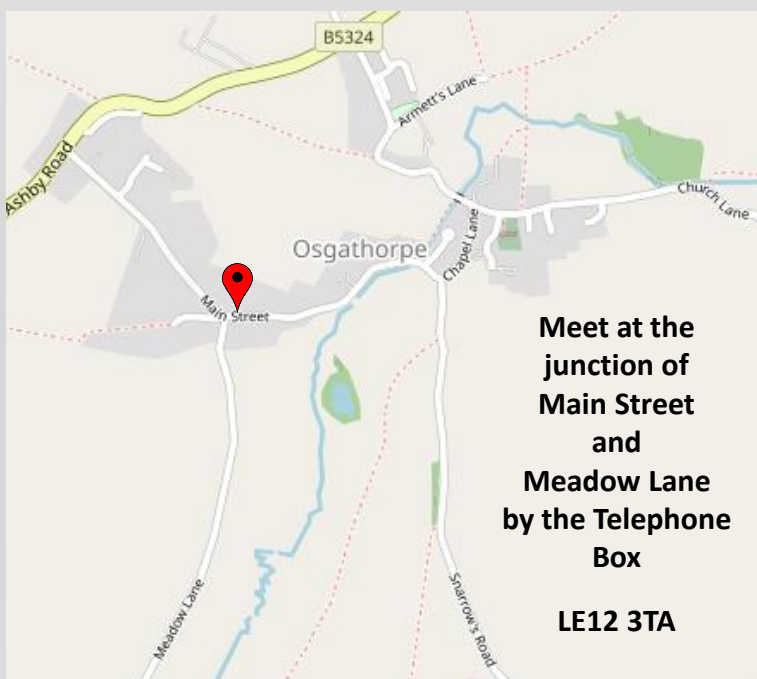 B5324
Armett's Lane
Ashby Road
Church Lane
Chapel Lane
Osgathorpe
Main Street
Meet at the
junction of
Main Street
and
Meadow Lane
by the Telephone
Box
LE12 3TA
Meadow Lane
Snarrow's Road